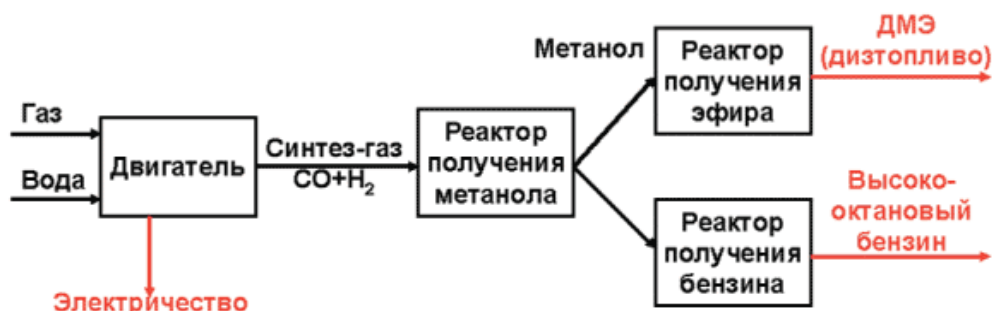 Газ
Вода
Двигатель
Электричество
Синтез-газ
CO+H₂
Реактор
получения
метанола
Метанол
Реактор
получения
эфира
ДМЭ
(дизтопливо)
Реактор
получения
бензина
Высоко-
октановый
бензин